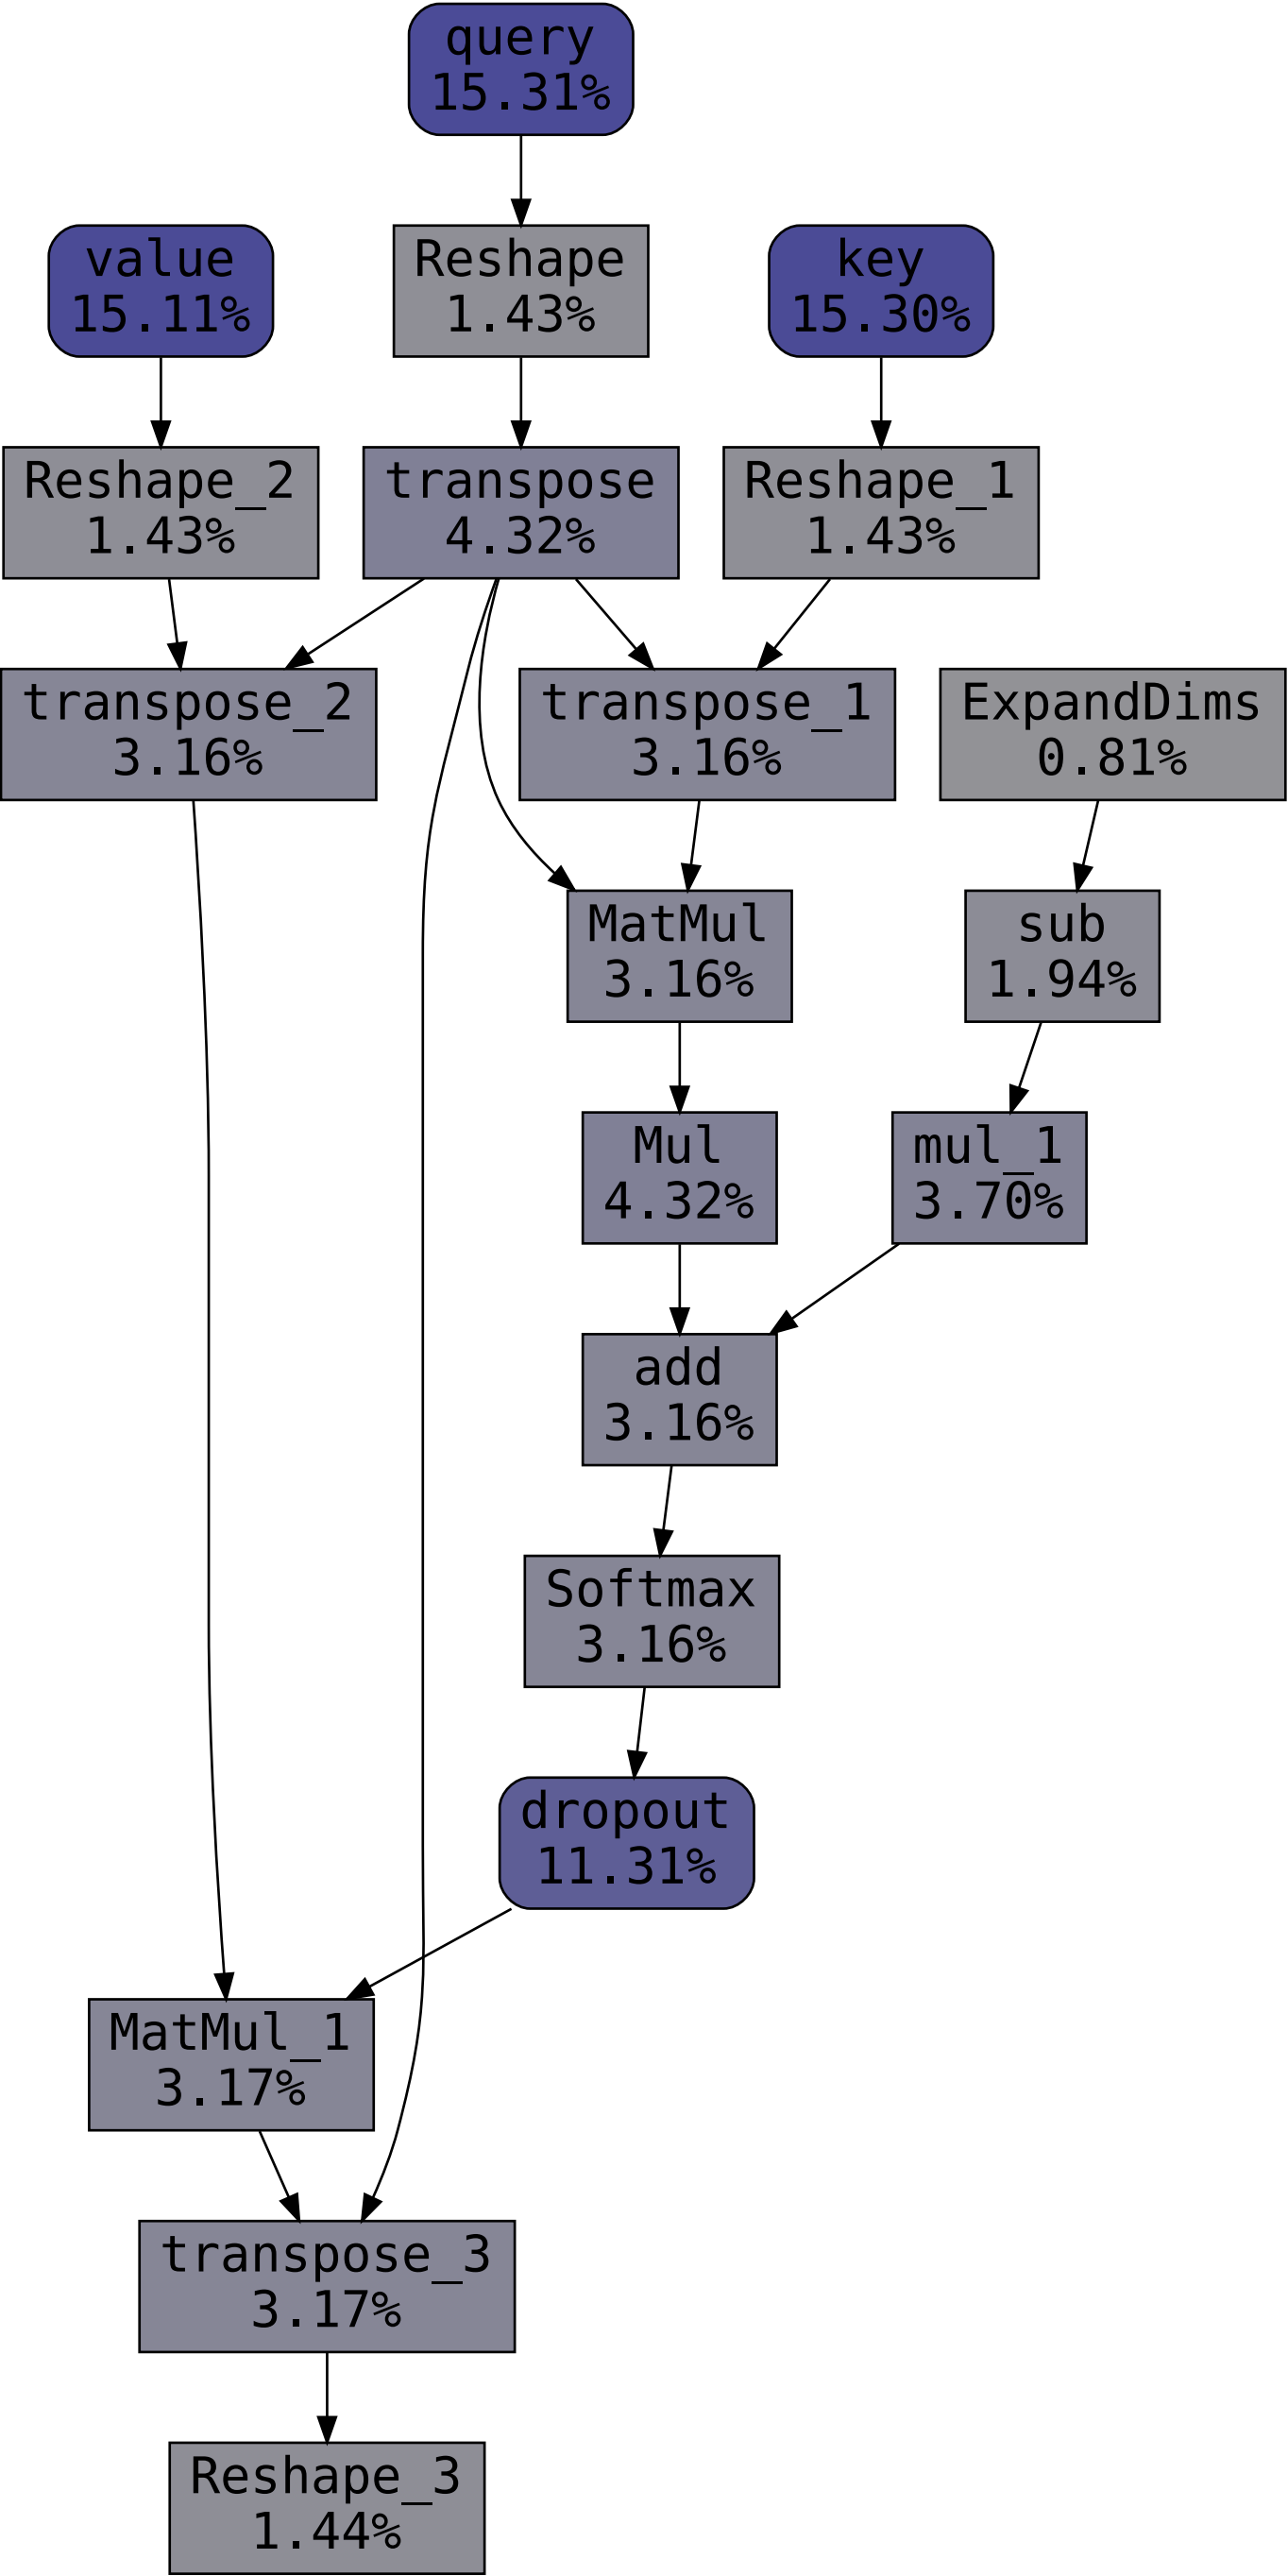 query
15.31%
value
15.11%
Reshape
1.43%
key
15.30%
Reshape_2
1.43%
transpose
4.32%
Reshape_1
1.43%
transpose_2
3.16%
transpose_1
3.16%
ExpandDims
0.81%
MatMul
3.16%
sub
1.94%
Mul
4.32%
mul_1
3.70%
add
3.16%
Softmax
3.16%
dropout
11.31%
MatMul_1
3.17%
transpose_3
3.17%
Reshape_3
1.44%